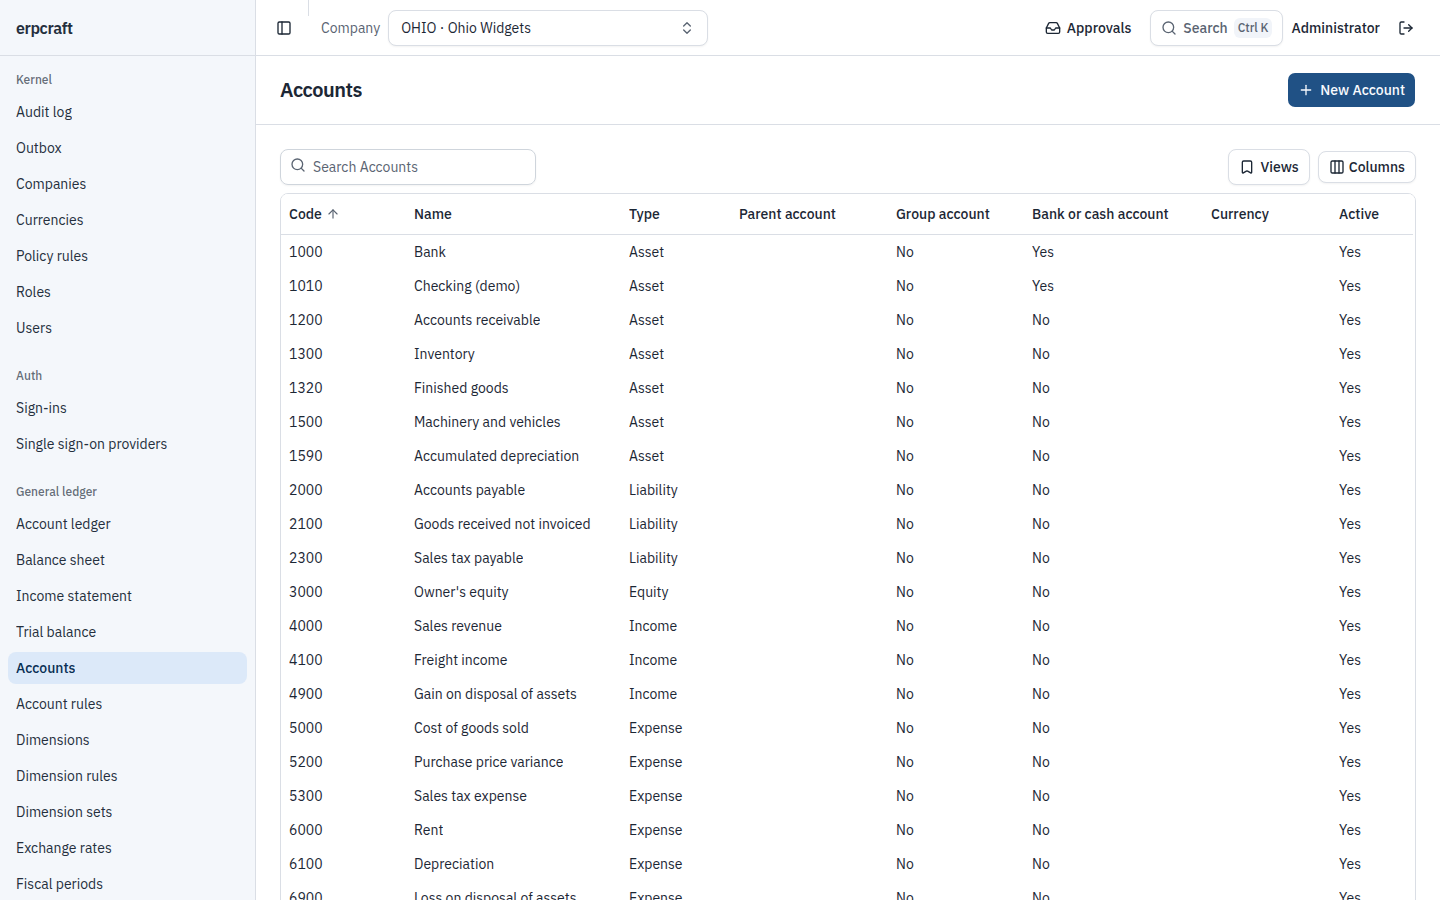 erpcraft
Kernel
Audit log
Outbox
Companies
Currencies
Policy rules
Roles
Users
Auth
Sign-ins
Single sign-on providers
General ledger
Account ledger
Balance sheet
Income statement
Trial balance
Accounts
Account rules
Dimensions
Dimension rules
Dimension sets
Exchange rates
Fiscal periods
Company OHIO · Ohio Widgets Approvals Search Ctrl K Administrator
Accounts New Account
Search Accounts Views Columns
Code Name Type Parent account Group account Bank or cash account Currency Active
1000 Bank Asset No Yes Yes
1010 Checking (demo) Asset No Yes Yes
1200 Accounts receivable Asset No No Yes
1300 Inventory Asset No No Yes
1320 Finished goods Asset No No Yes
1500 Machinery and vehicles Asset No No Yes
1590 Accumulated depreciation Asset No No Yes
2000 Accounts payable Liability No No Yes
2100 Goods received not invoiced Liability No No Yes
2300 Sales tax payable Liability No No Yes
3000 Owner's equity Equity No No Yes
4000 Sales revenue Income No No Yes
4100 Freight income Income No No Yes
4900 Gain on disposal of assets Income No No Yes
5000 Cost of goods sold Expense No No Yes
5200 Purchase price variance Expense No No Yes
5300 Sales tax expense Expense No No Yes
6000 Rent Expense No No Yes
6100 Depreciation Expense No No Yes
6900 Loss on disposal of assets Expense No No Yes